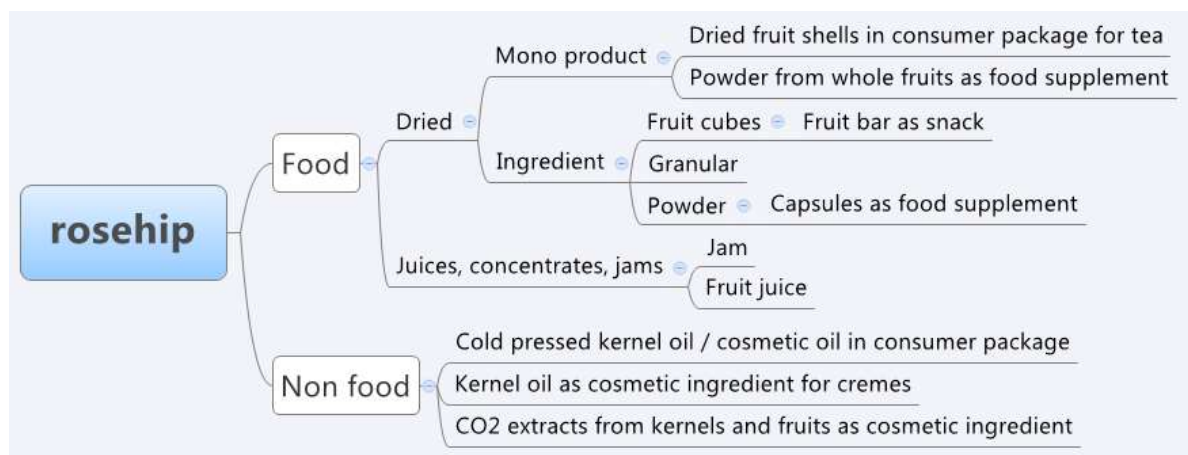 rosehip
Food
Dried
Mono product
Dried fruit shells in consumer package for tea
Powder from whole fruits as food supplement
Ingredient
Fruit cubes
Fruit bar as snack
Granular
Powder
Capsules as food supplement
Juices, concentrates, jams
Jam
Fruit juice
Non food
Cold pressed kernel oil / cosmetic oil in consumer package
Kernel oil as cosmetic ingredient for cremes
CO2 extracts from kernels and fruits as cosmetic ingredient